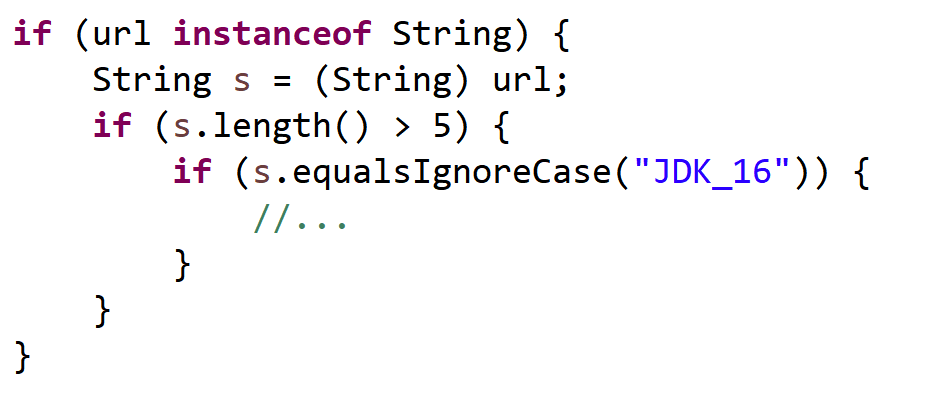 if (url instanceof String) {
    String s = (String) url;
    if (s.length() > 5) {
        if (s.equalsIgnoreCase("JDK_16")) {
            //...
        }
    }
}